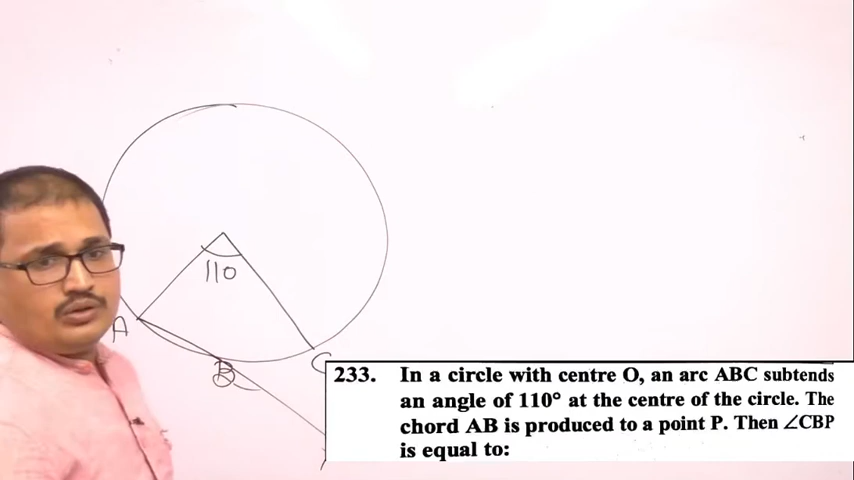 110
A
B
C
233. In a circle with centre O, an arc ABC subtends
an angle of 110° at the centre of the circle. The
chord AB is produced to a point P. Then ∠CBP
is equal to: